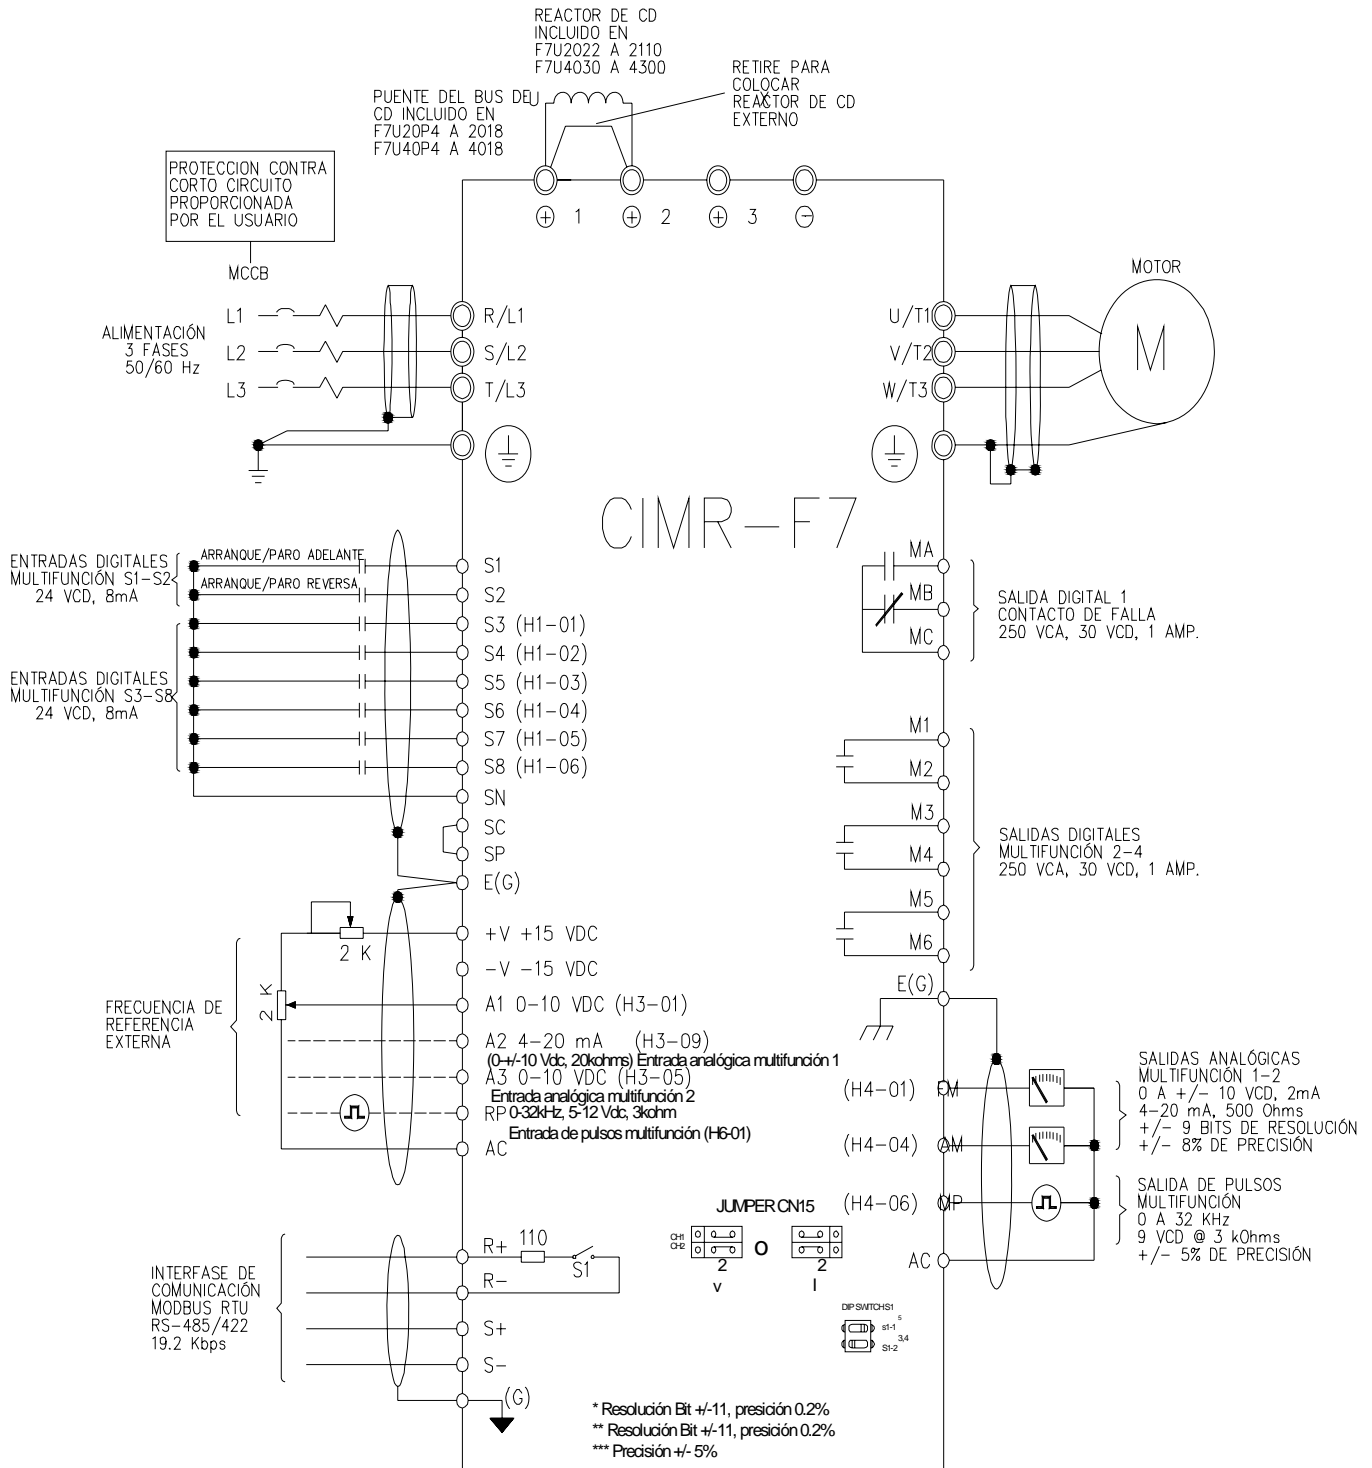 REACTOR DE CD
INCLUIDO EN
F7U2022 A 2110
F7U4030 A 4300
RETIRE PARA
COLOCAR
REACTOR DE CD
EXTERNO
X
PUENTE DEL BUS DE
U
CD INCLUIDO EN
F7U20P4 A 2018
F7U40P4 A 4018
PROTECCION CONTRA
CORTO CIRCUITO
PROPORCIONADA
POR EL USUARIO
+ 1
+ 2
+ 3
−
MCCB
MOTOR
M
ALIMENTACIÓN
3 FASES
50/60 Hz
L1
L2
L3
R/L1
S/L2
T/L3
U/T1
V/T2
W/T3
CIMR-F7
ENTRADAS DIGITALES
MULTIFUNCIÓN S1-S2
24 VCD, 8mA
ARRANQUE/PARO ADELANTE
ARRANQUE/PARO REVERSA
S1
S2
S3 (H1-01)
S4 (H1-02)
S5 (H1-03)
S6 (H1-04)
S7 (H1-05)
S8 (H1-06)
SN
SC
SP
E(G)
ENTRADAS DIGITALES
MULTIFUNCIÓN S3-S8
24 VCD, 8mA
MA
MB
MC
SALIDA DIGITAL 1
CONTACTO DE FALLA
250 VCA, 30 VCD, 1 AMP.
M1
M2
M3
M4
M5
M6
E(G)
SALIDAS DIGITALES
MULTIFUNCIÓN 2-4
250 VCA, 30 VCD, 1 AMP.
FRECUENCIA DE
REFERENCIA
EXTERNA
2 K
2 K
+V +15 VDC
-V -15 VDC
A1 0-10 VDC (H3-01)
A2 4-20 mA (H3-09)
(0-+/-10 Vdc, 20kohms) Entrada analógica multifunción 1
A3 0-10 VDC (H3-05)
Entrada analógica multifunción 2
RP 0-32kHz, 5-12 Vdc, 3kohm
Entrada de pulsos multifunción (H6-01)
AC
(H4-01) FM
(H4-04) AM
(H4-06) MP
AC
SALIDAS ANALÓGICAS
MULTIFUNCIÓN 1-2
0 A +/- 10 VCD, 2mA
4-20 mA, 500 Ohms
+/- 9 BITS DE RESOLUCIÓN
+/- 8% DE PRECISIÓN
SALIDA DE PULSOS
MULTIFUNCIÓN
0 A 32 KHz
9 VCD @ 3 kOhms
+/- 5% DE PRECISIÓN
JUMPER CN15
CH1
CH2
O
2
2
V
I
INTERFASE DE
COMUNICACIÓN
MODBUS RTU
RS-485/422
19.2 Kbps
R+ 110
S1
R-
S+
S-
(G)
DIP SWITCH S1
5
s1-1
3,4
S1-2
* Resolución Bit +/-11, presición 0.2%
** Resolución Bit +/-11, presición 0.2%
*** Precisión +/- 5%